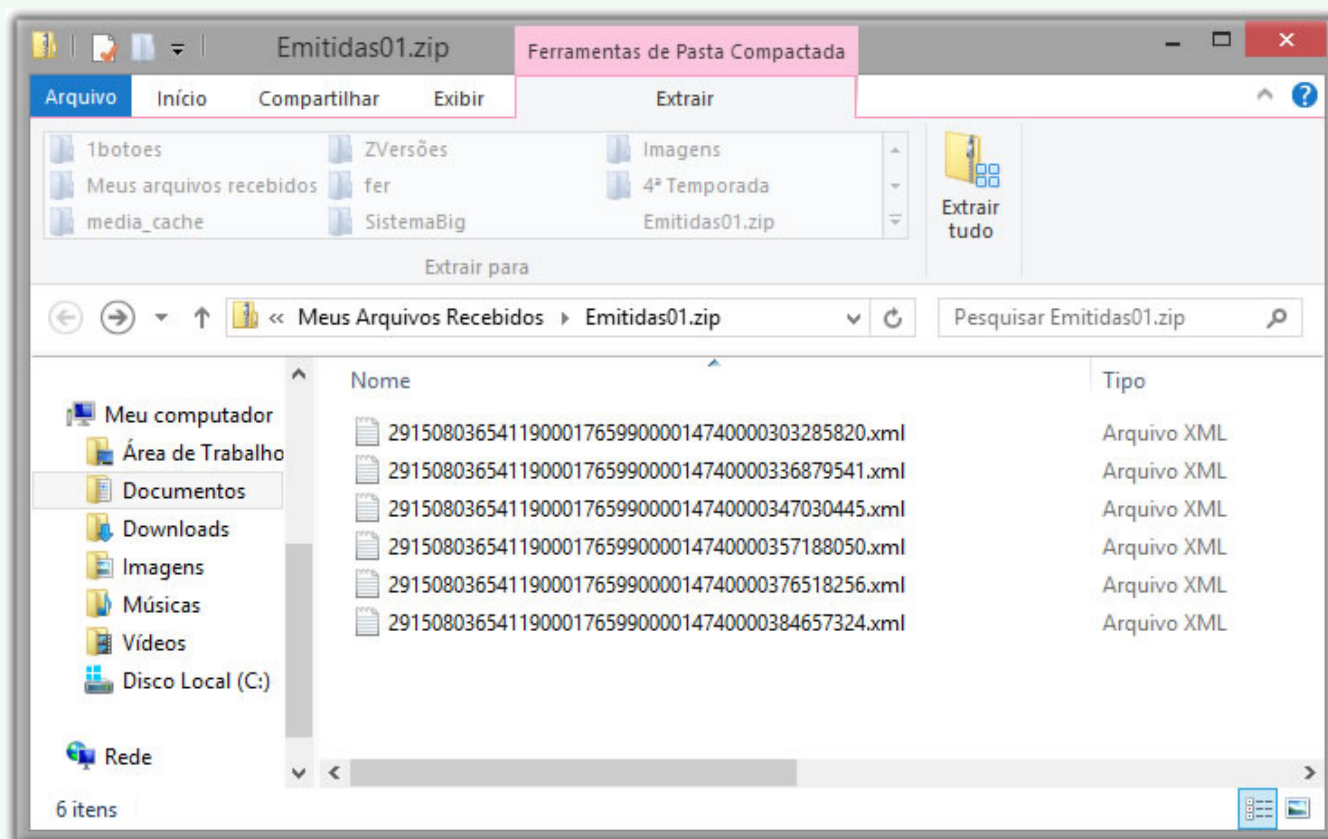 Emitidas01.zip
Ferramentas de Pasta Compactada
Arquivo Início Compartilhar Exibir Extrair
1botoes ZVersões Imagens
Meus arquivos recebidos fer 4ª Temporada
media_cache SistemaBig Emitidas01.zip
Extrair para
Extrair
tudo
« Meus Arquivos Recebidos Emitidas01.zip
Pesquisar Emitidas01.zip
Nome Tipo
Meu computador
Área de Trabalho
Documentos
Downloads
Imagens
Músicas
Vídeos
Disco Local (C:)
Rede
29150803654119000176599000014740000303285820.xml Arquivo XML
29150803654119000176599000014740000336879541.xml Arquivo XML
29150803654119000176599000014740000347030445.xml Arquivo XML
29150803654119000176599000014740000357188050.xml Arquivo XML
29150803654119000176599000014740000376518256.xml Arquivo XML
29150803654119000176599000014740000384657324.xml Arquivo XML
6 itens